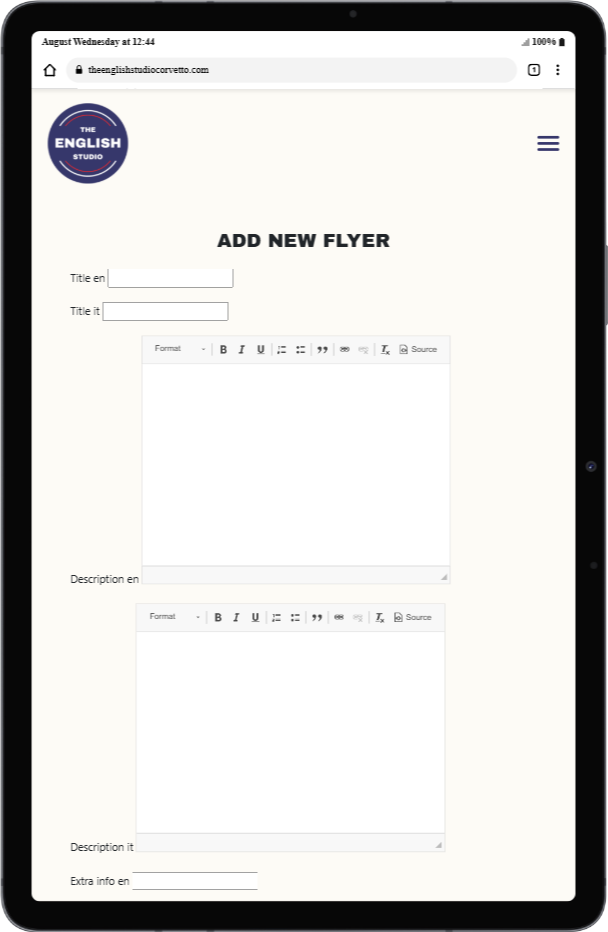 August Wednesday at 12:44
100%
theenglishstudiocorvetto.com
1
THE
ENGLISH
STUDIO
ADD NEW FLYER
Title en
Title it
Format B I U Source
Description en
Format B I U Source
Description it
Extra info en